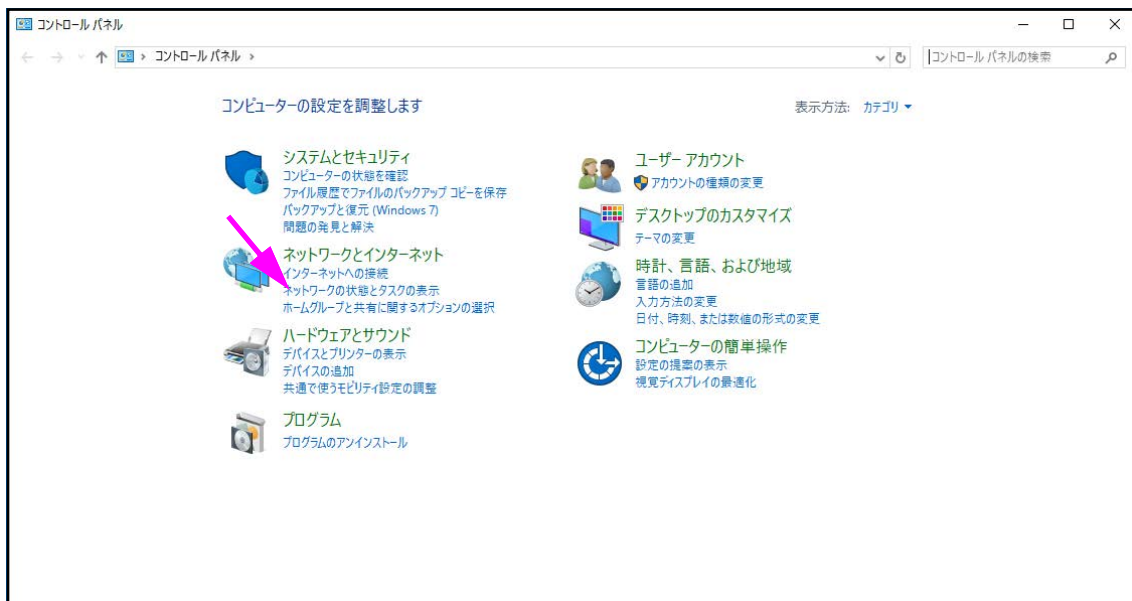 コントロール パネル
コントロール パネル
コントロール パネルの検索
コンピューターの設定を調整します
表示方法: カテゴリ
システムとセキュリティ
コンピューターの状態を確認
ファイル履歴でファイルのバックアップ コピーを保存
バックアップと復元 (Windows 7)
問題の発見と解決
ネットワークとインターネット
インターネットへの接続
ネットワークの状態とタスクの表示
ホームグループと共有に関するオプションの選択
ハードウェアとサウンド
デバイスとプリンターの表示
デバイスの追加
共通で使うモビリティ設定の調整
プログラム
プログラムのアンインストール
ユーザー アカウント
アカウントの種類の変更
デスクトップのカスタマイズ
テーマの変更
時計、言語、および地域
言語の追加
入力方法の変更
日付、時刻、または数値の形式の変更
コンピューターの簡単操作
設定の提案の表示
視覚ディスプレイの最適化